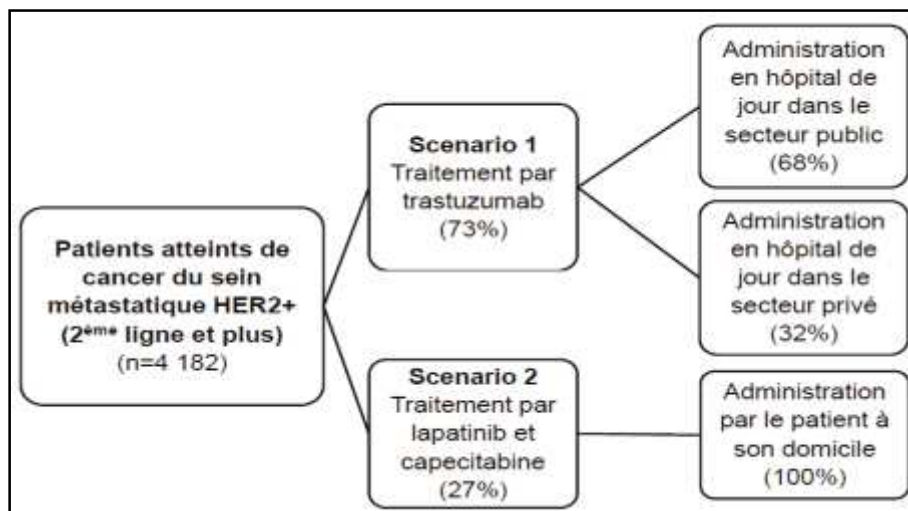 Patients atteints de
cancer du sein
métastatique HER2+
(2ème ligne et plus)
(n=4 182)
Scenario 1
Traitement par
trastuzumab
(73%)
Administration
en hôpital de
jour dans le
secteur public
(68%)
Administration
en hôpital de
jour dans le
secteur privé
(32%)
Scenario 2
Traitement par
lapatinib et
capecitabine
(27%)
Administration
par le patient à
son domicile
(100%)